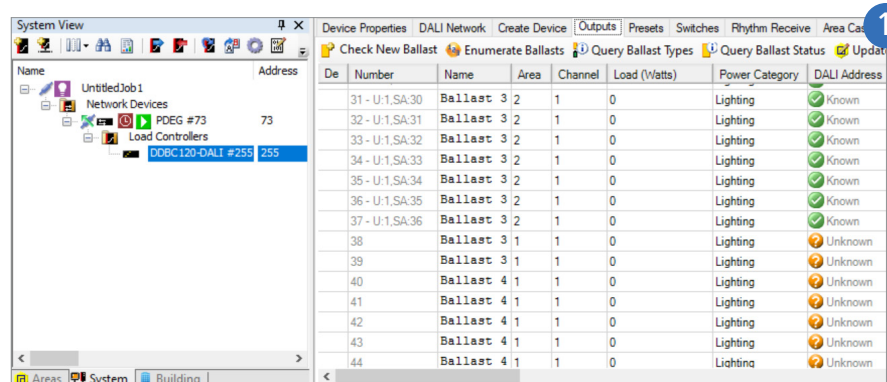 System View
Name Address
UntitledJob1
Network Devices
PDEG #73 73
Load Controllers
DDBC120-DALI #255 255
Areas System Building
1
Device Properties DALI Network Create Device Outputs Presets Switches Rhythm Receive Area Cas
Check New Ballast Enumerate Ballasts Query Ballast Types Query Ballast Status Updat
De Number Name Area Channel Load (Watts) Power Category DALI Address
31 - U:1,SA:30 Ballast 3 2 1 0 Lighting Known
32 - U:1,SA:31 Ballast 3 2 1 0 Lighting Known
33 - U:1,SA:32 Ballast 3 2 1 0 Lighting Known
34 - U:1,SA:33 Ballast 3 2 1 0 Lighting Known
35 - U:1,SA:34 Ballast 3 2 1 0 Lighting Known
36 - U:1,SA:35 Ballast 3 2 1 0 Lighting Known
37 - U:1,SA:36 Ballast 3 2 1 0 Lighting Known
38 Ballast 3 1 1 0 Lighting Unknown
39 Ballast 3 1 1 0 Lighting Unknown
40 Ballast 4 1 1 0 Lighting Unknown
41 Ballast 4 1 1 0 Lighting Unknown
42 Ballast 4 1 1 0 Lighting Unknown
43 Ballast 4 1 1 0 Lighting Unknown
44 Ballast 4 1 1 0 Lighting Unknown